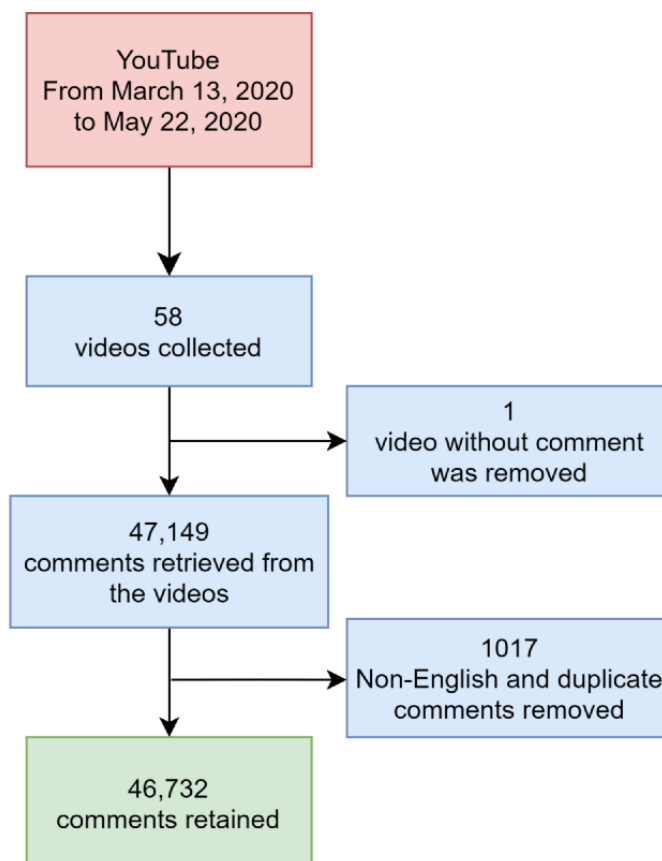 YouTube
From March 13, 2020
to May 22, 2020
58
videos collected
1
video without comment
was removed
47,149
comments retrieved from
the videos
1017
Non-English and duplicate
comments removed
46,732
comments retained